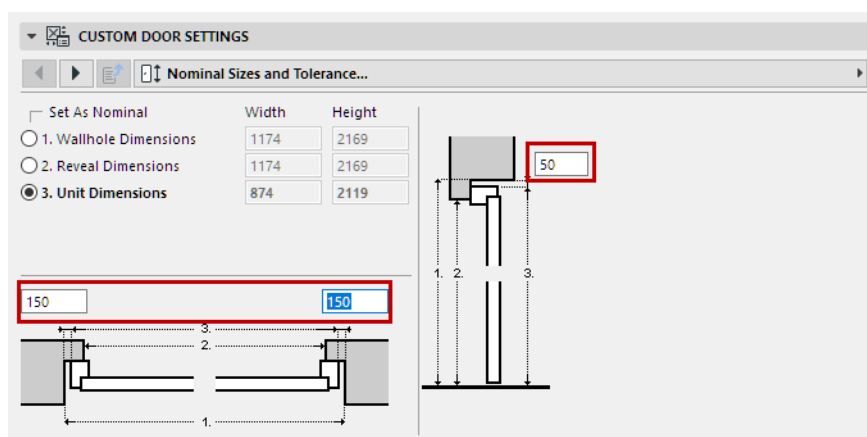 CUSTOM DOOR SETTINGS
Nominal Sizes and Tolerance...
Set As Nominal Width Height
1. Wallhole Dimensions 1174 2169
2. Reveal Dimensions 1174 2169
3. Unit Dimensions 874 2119
50
1. 2. 3.
150 150
3.
2.
1.